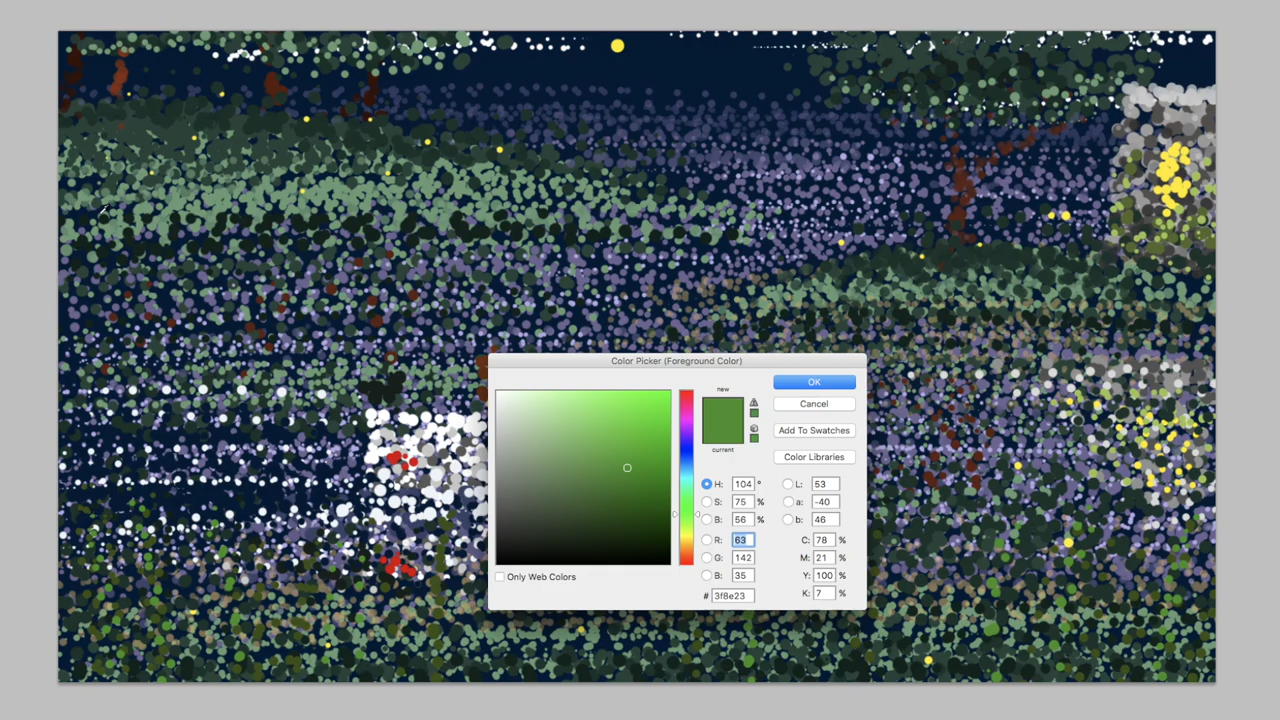 Color Picker (Foreground Color)
new
current
OK
Cancel
Add To Swatches
Color Libraries
H: 104 °
S: 75 %
B: 56 %
R: 63
G: 142
B: 35
# 3f8e23
L: 53
a: -40
b: 46
C: 78 %
M: 21 %
Y: 100 %
K: 7 %
Only Web Colors